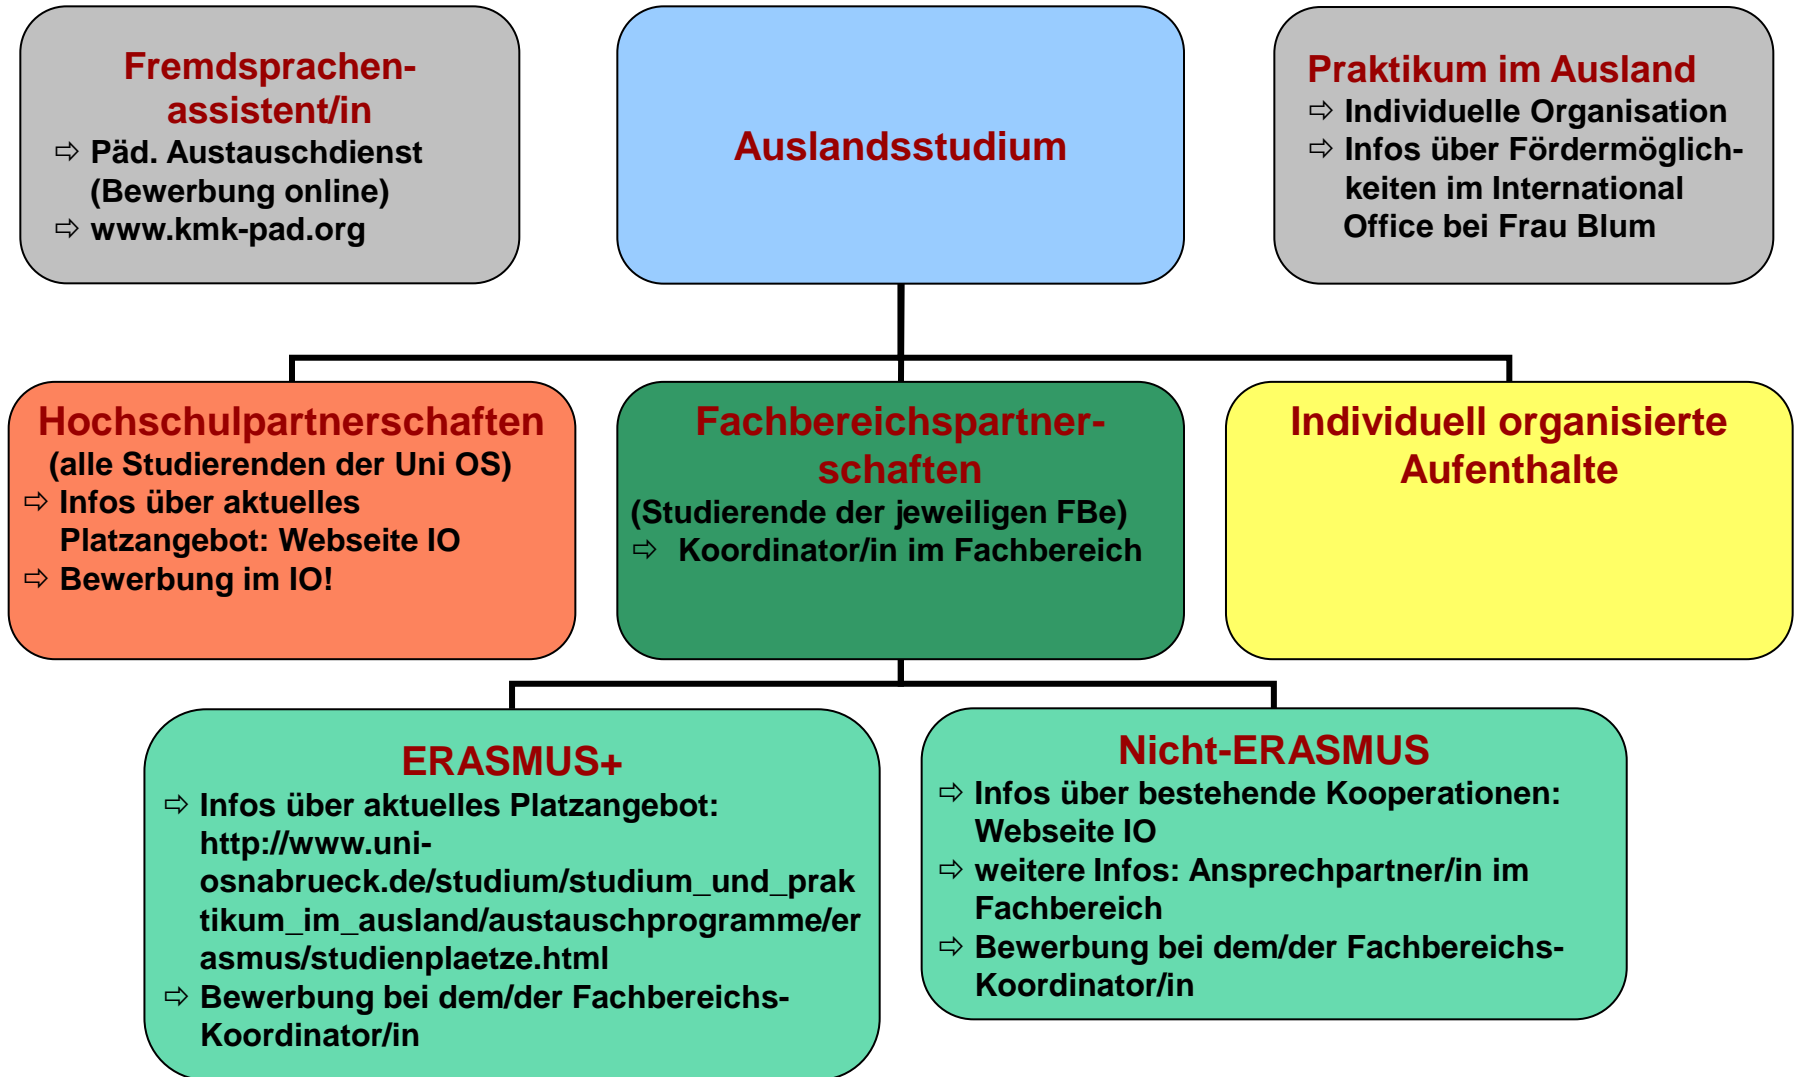 Fremdsprachen-
assistent/in
⇨ Päd. Austauschdienst
(Bewerbung online)
⇨ www.kmk-pad.org
Auslandsstudium
Praktikum im Ausland
⇨ Individuelle Organisation
⇨ Infos über Fördermöglich-
keiten im International
Office bei Frau Blum
Hochschulpartnerschaften
(alle Studierenden der Uni OS)
⇨ Infos über aktuelles
Platzangebot: Webseite IO
⇨ Bewerbung im IO!
Fachbereichspartner-
schaften
(Studierende der jeweiligen FBe)
⇨ Koordinator/in im Fachbereich
Individuell organisierte
Aufenthalte
ERASMUS+
⇨ Infos über aktuelles Platzangebot:
http://www.uni-
osnabrueck.de/studium/studium_und_prak
tikum_im_ausland/austauschprogramme/er
asmus/studienplaetze.html
⇨ Bewerbung bei dem/der Fachbereichs-
Koordinator/in
Nicht-ERASMUS
⇨ Infos über bestehende Kooperationen:
Webseite IO
⇨ weitere Infos: Ansprechpartner/in im
Fachbereich
⇨ Bewerbung bei dem/der Fachbereichs-
Koordinator/in